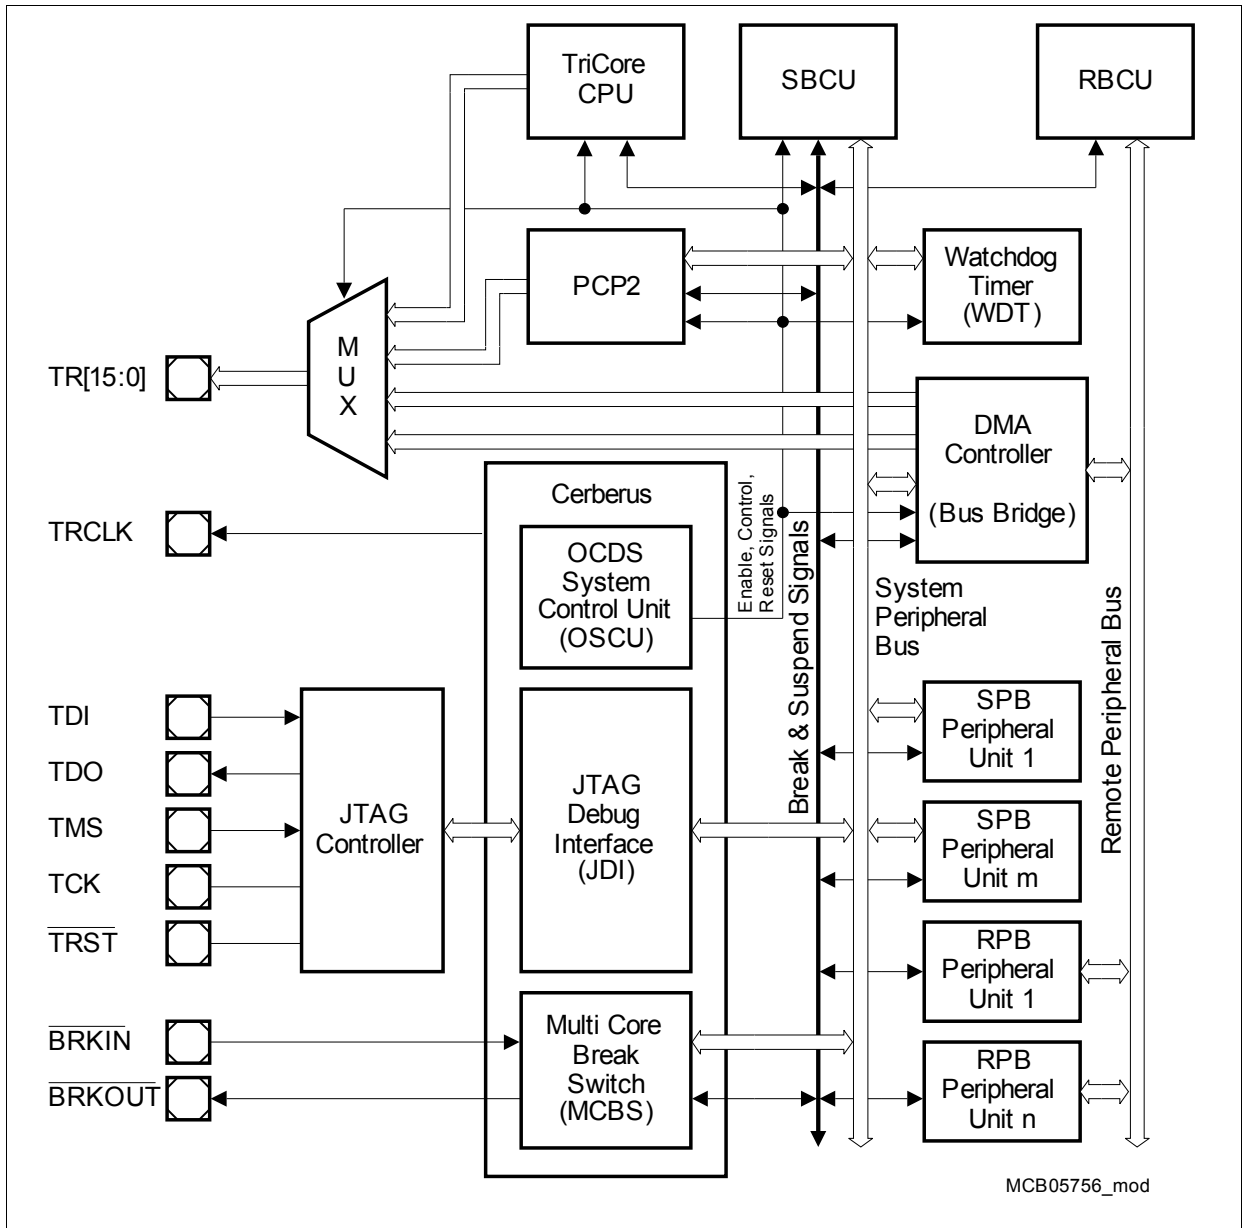 TriCore
CPU
SBCU
RBCU
PCP2
Watchdog
Timer
(WDT)
TR[15:0]
M
U
X
DMA
Controller
(Bus Bridge)
Cerberus
TRCLK
OCDS
System
Control Unit
(OSCU)
Enable, Control,
Reset Signals
Break & Suspend Signals
System
Peripheral
Bus
Remote Peripheral Bus
TDI
TDO
TMS
TCK
TRST
JTAG
Controller
JTAG
Debug
Interface
(JDI)
SPB
Peripheral
Unit 1
SPB
Peripheral
Unit m
RPB
Peripheral
Unit 1
BRKIN
BRKOUT
Multi Core
Break
Switch
(MCBS)
RPB
Peripheral
Unit n
MCB05756_mod